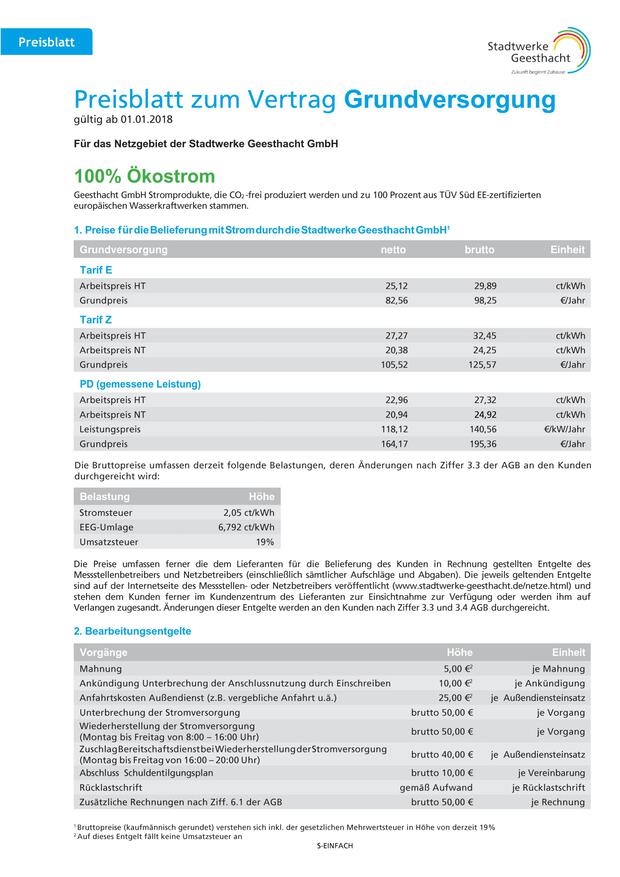 Preisblatt
Stadtwerke
Geesthacht
Zukunft beginnt Zuhause
Preisblatt zum Vertrag Grundversorgung
gültig ab 01.01.2018
Für das Netzgebiet der Stadtwerke Geesthacht GmbH
100% Ökostrom
Geesthacht GmbH Stromprodukte, die CO₂-frei produziert werden und zu 100 Prozent aus TÜV Süd EE-zertifizierten
europäischen Wasserkraftwerken stammen.
1. Preise für die Belieferung mit Strom durch die Stadtwerke Geesthacht GmbH¹
Grundversorgung netto brutto Einheit
Tarif E
Arbeitspreis HT 25,12 29,89 ct/kWh
Grundpreis 82,56 98,25 €/Jahr
Tarif Z
Arbeitspreis HT 27,27 32,45 ct/kWh
Arbeitspreis NT 20,38 24,25 ct/kWh
Grundpreis 105,52 125,57 €/Jahr
PD (gemessene Leistung)
Arbeitspreis HT 22,96 27,32 ct/kWh
Arbeitspreis NT 20,94 24,92 ct/kWh
Leistungspreis 118,12 140,56 €/kW/Jahr
Grundpreis 164,17 195,36 €/Jahr
Die Bruttopreise umfassen derzeit folgende Belastungen, deren Änderungen nach Ziffer 3.3 der AGB an den Kunden
durchgereicht wird:
Belastung Höhe
Stromsteuer 2,05 ct/kWh
EEG-Umlage 6,792 ct/kWh
Umsatzsteuer 19%
Die Preise umfassen ferner die dem Lieferanten für die Belieferung des Kunden in Rechnung gestellten Entgelte des
Messstellenbetreibers und Netzbetreibers (einschließlich sämtlicher Aufschläge und Abgaben). Die jeweils geltenden Entgelte
sind auf der Internetseite des Messstellen- oder Netzbetreibers veröffentlicht (www.stadtwerke-geesthacht.de/netze.html) und
stehen dem Kunden ferner im Kundenzentrum des Lieferanten zur Einsichtnahme zur Verfügung oder werden ihm auf
Verlangen zugesandt. Änderungen dieser Entgelte werden an den Kunden nach Ziffer 3.3 und 3.4 AGB durchgereicht.
2. Bearbeitungsentgelte
Vorgänge Höhe Einheit
Mahnung 5,00 €² je Mahnung
Ankündigung Unterbrechung der Anschlussnutzung durch Einschreiben 10,00 €² je Ankündigung
Anfahrtskosten Außendienst (z.B. vergebliche Anfahrt u.ä.) 25,00 €² je Außendiensteinsatz
Unterbrechung der Stromversorgung brutto 50,00 € je Vorgang
Wiederherstellung der Stromversorgung
(Montag bis Freitag von 8:00 – 16:00 Uhr) brutto 50,00 € je Vorgang
Zuschlag Bereitschaftsdienst bei Wiederherstellung der Stromversorgung
(Montag bis Freitag von 16:00 – 20:00 Uhr) brutto 40,00 € je Außendiensteinsatz
Abschluss Schuldentilgungsplan brutto 10,00 € je Vereinbarung
Rücklastschrift gemäß Aufwand je Rücklastschrift
Zusätzliche Rechnungen nach Ziff. 6.1 der AGB brutto 50,00 € je Rechnung
¹ Bruttopreise (kaufmännisch gerundet) verstehen sich inkl. der gesetzlichen Mehrwertsteuer in Höhe von derzeit 19%
² Auf dieses Entgelt fällt keine Umsatzsteuer an
S-EINFACH